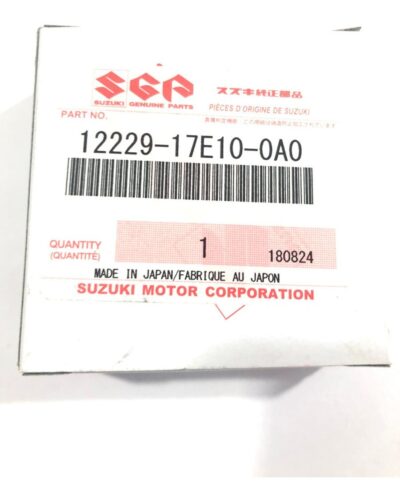 SGP
スズキ純正部品
SUZUKI GENUINE PARTS
PIÈCES D'ORIGINE DE SUZUKI
PART NO.
12229-17E10-0A0
QUANTITY
(QUANTITÉ)
1
180824
MADE IN JAPAN/FABRIQUE AU JAPON
SUZUKI MOTOR CORPORATION